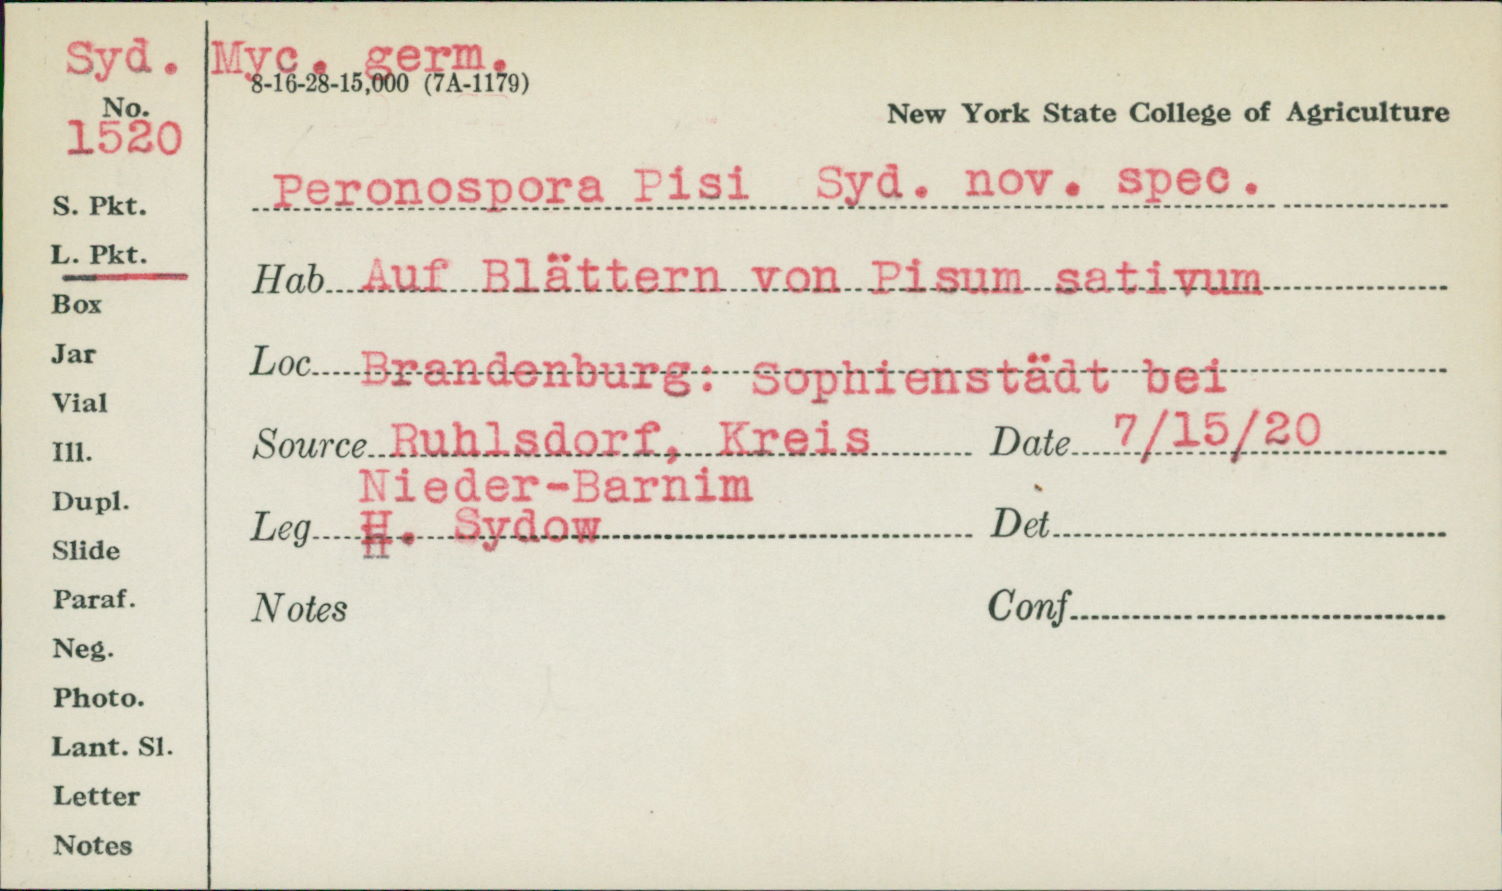 Syd. Myc. germ.
8-16-28-15,000 (7A-1179)
No.
1520
New York State College of Agriculture
Peronospora Pisi Syd. nov. spec.
S. Pkt.
L. Pkt.
Hab Auf Blättern von Pisum sativum
Box
Jar
Loc Brandenburg: Sophienstädt bei
Vial
Source Ruhlsdorf, Kreis Date 7/15/20
Ill.
Nieder-Barnim
Dupl.
Leg H. Sydow Det
Slide
Paraf.
Notes Conf
Neg.
Photo.
Lant. Sl.
Letter
Notes